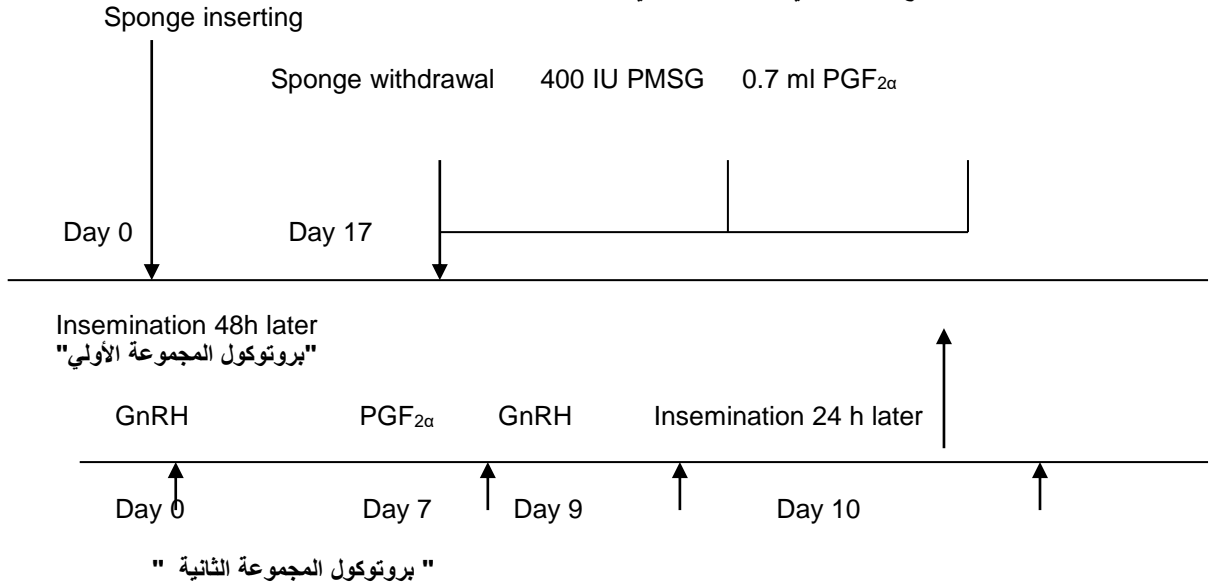 Sponge inserting
Sponge withdrawal 400 IU PMSG 0.7 ml PGF2α
Day 0 Day 17
Insemination 48h later
"بروتوكول المجموعة الأولي"
GnRH PGF2α GnRH Insemination 24 h later
Day 0 Day 7 Day 9 Day 10
" بروتوكول المجموعة الثانية "